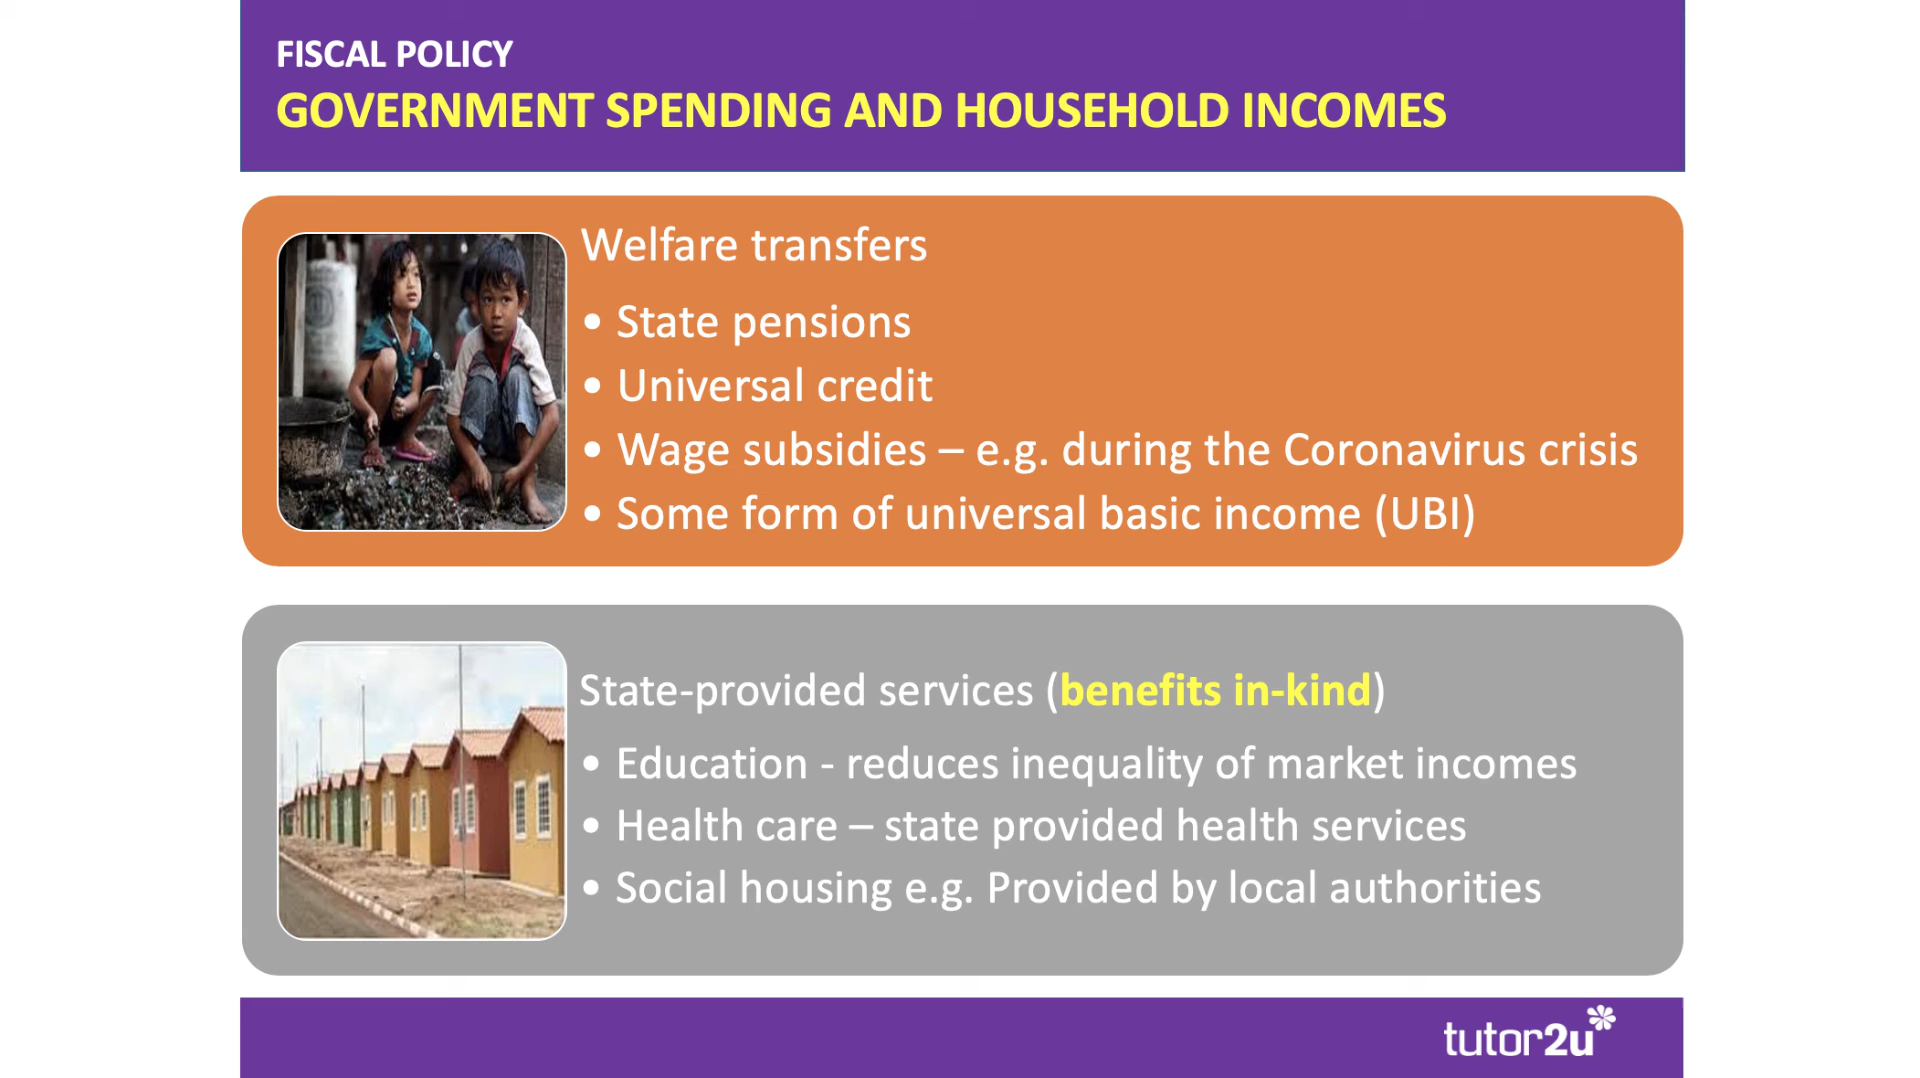 FISCAL POLICY
GOVERNMENT SPENDING AND HOUSEHOLD INCOMES
Welfare transfers
• State pensions
• Universal credit
• Wage subsidies – e.g. during the Coronavirus crisis
• Some form of universal basic income (UBI)
State-provided services (benefits in-kind)
• Education - reduces inequality of market incomes
• Health care – state provided health services
• Social housing e.g. Provided by local authorities
tutor2u